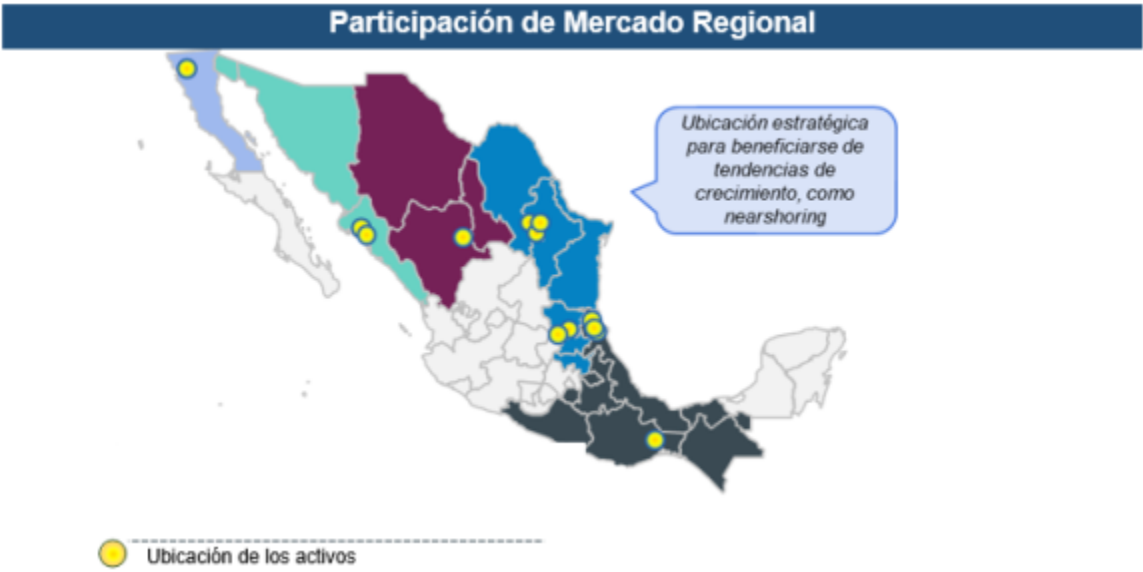 Participación de Mercado Regional
Ubicación estratégica
para beneficiarse de
tendencias de
crecimiento, como
nearshoring
Ubicación de los activos